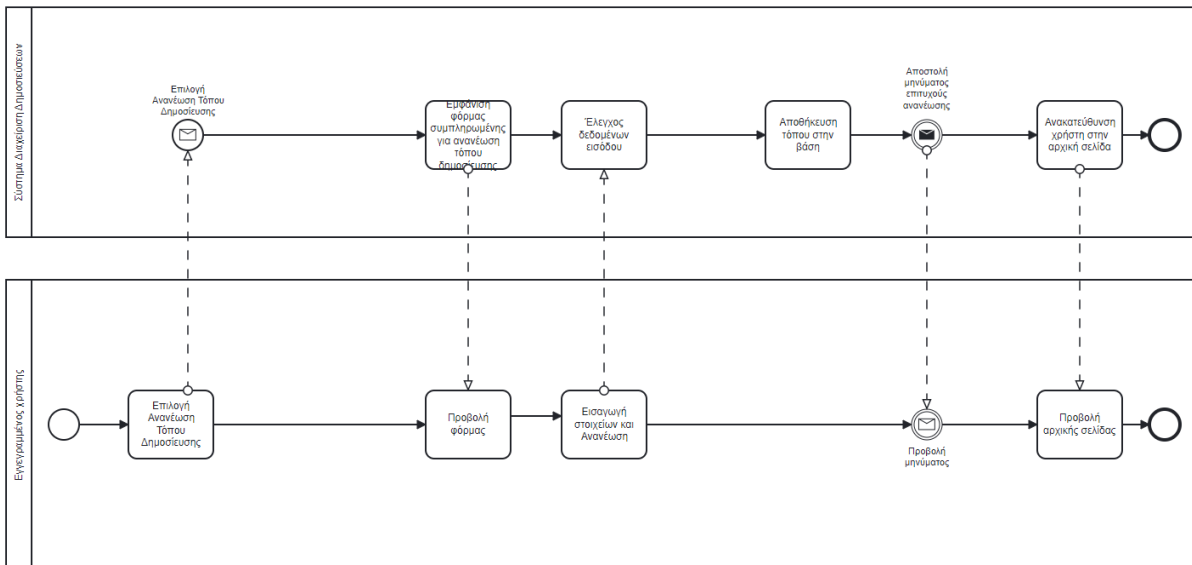 Σύστημα Διαχείριση Δημοσιεύσεων
Επιλογή
Ανανέωση Τόπου
Δημοσίευσης
Εμφάνιση
φόρμας
συμπληρωμένης
για ανανέωση
τόπου
δημοσίευσης
Έλεγχος
δεδομένων
εισόδου
Αποθήκευση
τόπου στην
βάση
Αποστολή
μηνύματος
επιτυχούς
ανανέωσης
Ανακατεύθυνση
χρήστη στην
αρχική σελίδα
Εγγεγραμμένος Χρήστης
Επιλογή
Ανανέωση
Τόπου
Δημοσίευσης
Προβολή
φόρμας
Εισαγωγή
στοιχείων και
Ανανέωση
Προβολή
μηνύματος
Προβολή
αρχικής σελίδας